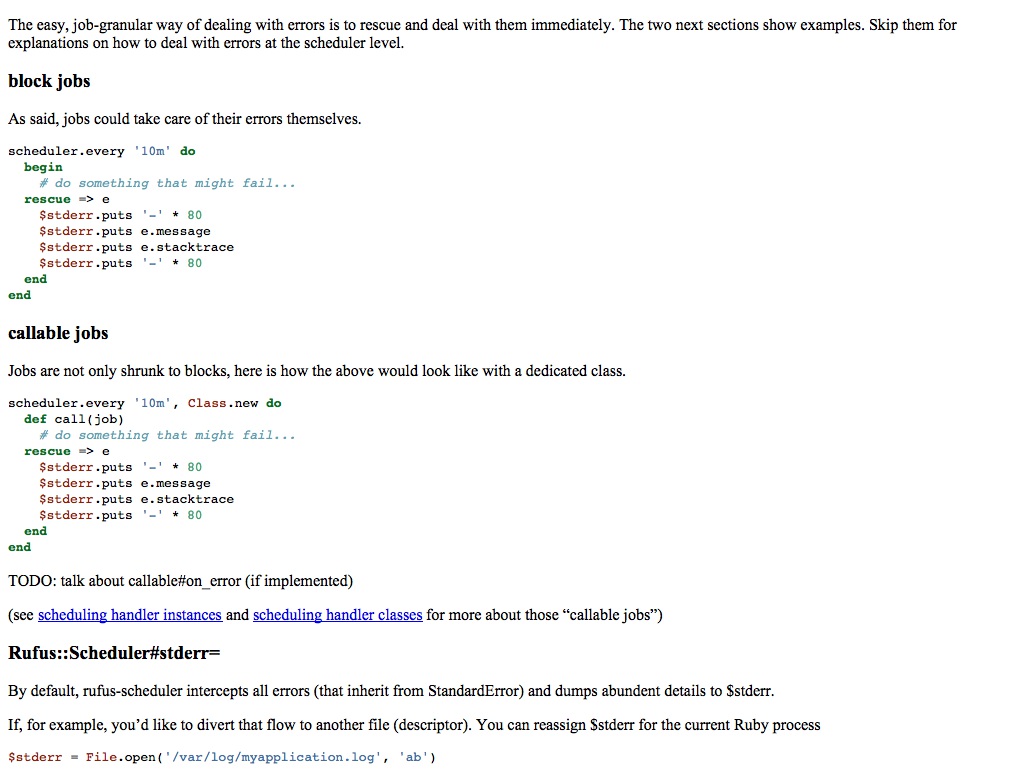 The easy, job-granular way of dealing with errors is to rescue and deal with them immediately. The two next sections show examples. Skip them for
explanations on how to deal with errors at the scheduler level.
block jobs
As said, jobs could take care of their errors themselves.
scheduler.every '10m' do
  begin
    # do something that might fail...
  rescue => e
    $stderr.puts '-' * 80
    $stderr.puts e.message
    $stderr.puts e.stacktrace
    $stderr.puts '-' * 80
  end
end
callable jobs
Jobs are not only shrunk to blocks, here is how the above would look like with a dedicated class.
scheduler.every '10m', Class.new do
  def call(job)
    # do something that might fail...
  rescue => e
    $stderr.puts '-' * 80
    $stderr.puts e.message
    $stderr.puts e.stacktrace
    $stderr.puts '-' * 80
  end
end
TODO: talk about callable#on_error (if implemented)
(see scheduling handler instances and scheduling handler classes for more about those “callable jobs”)
Rufus::Scheduler#stderr=
By default, rufus-scheduler intercepts all errors (that inherit from StandardError) and dumps abundent details to $stderr.
If, for example, you’d like to divert that flow to another file (descriptor). You can reassign $stderr for the current Ruby process
$stderr = File.open('/var/log/myapplication.log', 'ab')